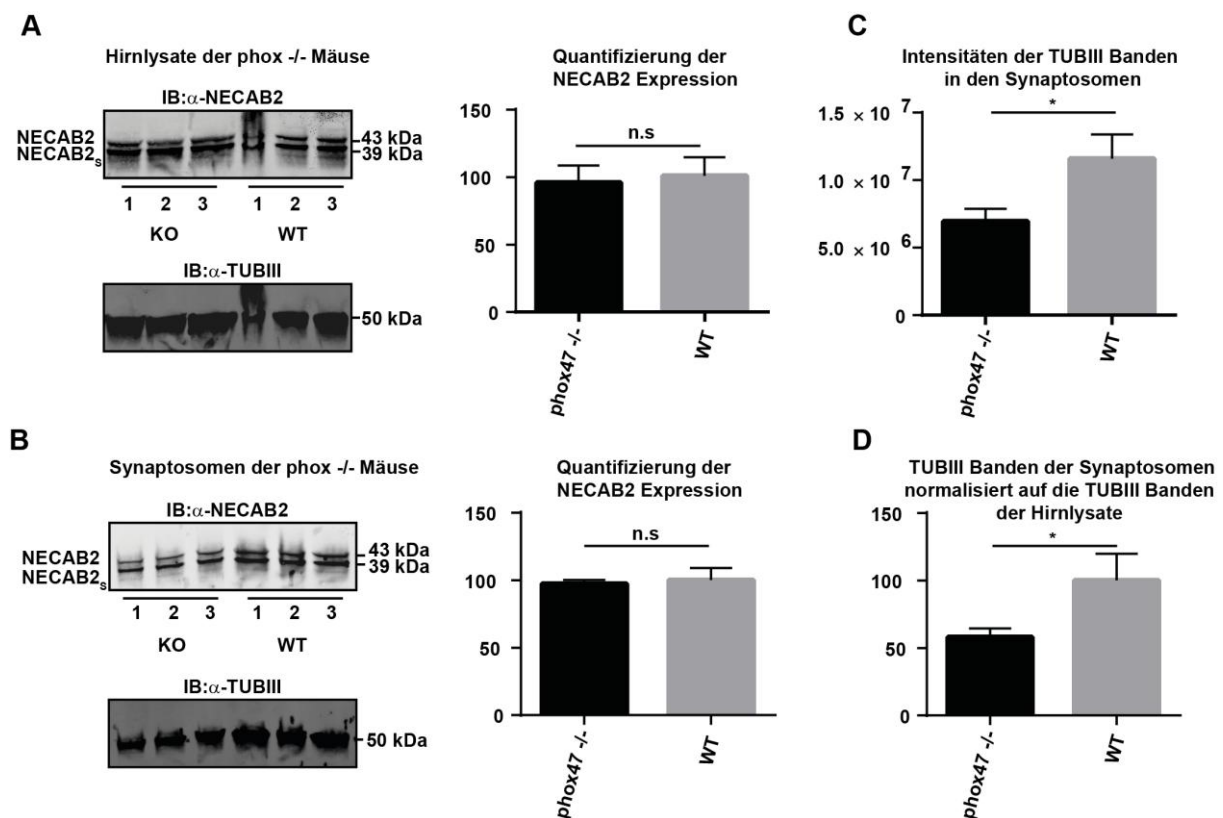 A
Hirnlysate der phox -/- Mäuse
IB:α-NECAB2
NECAB2
NECAB2s
43 kDa
39 kDa
1 2 3 1 2 3
KO WT
IB:α-TUBIII
50 kDa
Quantifizierung der
NECAB2 Expression
150
100
50
0
n.s
phox47 -/-
WT
C
Intensitäten der TUBIII Banden
in den Synaptosomen
1.5 × 10 7
1.0 × 10 7
5.0 × 10 6
0
*
phox47 -/-
WT
B
Synaptosomen der phox -/- Mäuse
IB:α-NECAB2
NECAB2
NECAB2s
43 kDa
39 kDa
1 2 3 1 2 3
KO WT
IB:α-TUBIII
50 kDa
Quantifizierung der
NECAB2 Expression
150
100
50
0
n.s
phox47 -/-
WT
D
TUBIII Banden der Synaptosomen
normalisiert auf die TUBIII Banden
der Hirnlysate
150
100
50
0
*
phox47 -/-
WT